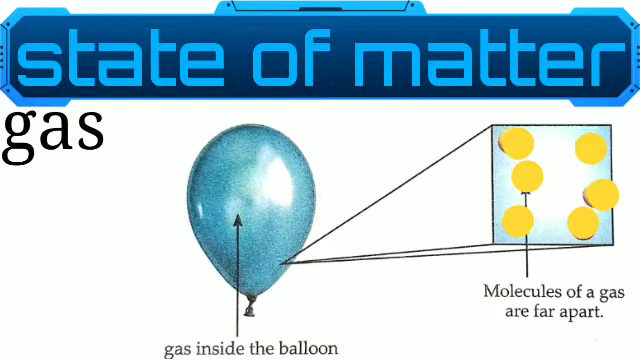 state of matter
gas
Molecules of a gas
are far apart.
gas inside the balloon